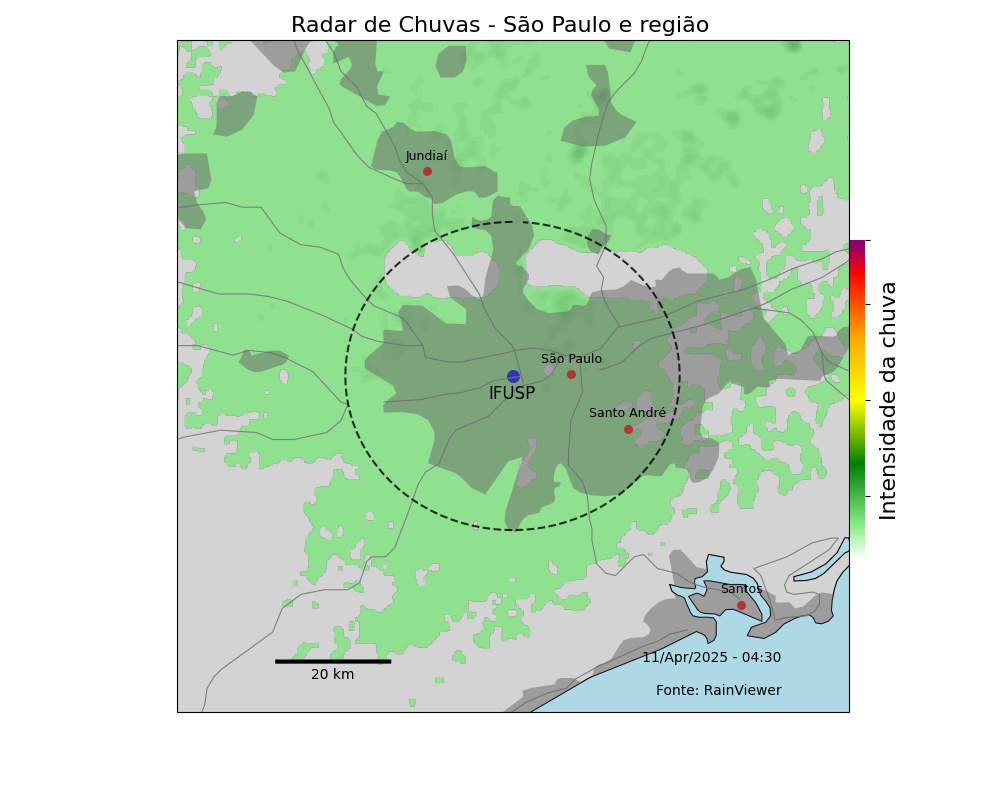 Radar de Chuvas - São Paulo e região
Jundiaí
São Paulo
IFUSP
Santo André
Intensidade da chuva
Santos
11/Apr/2025 - 04:30
20 km
Fonte: RainViewer